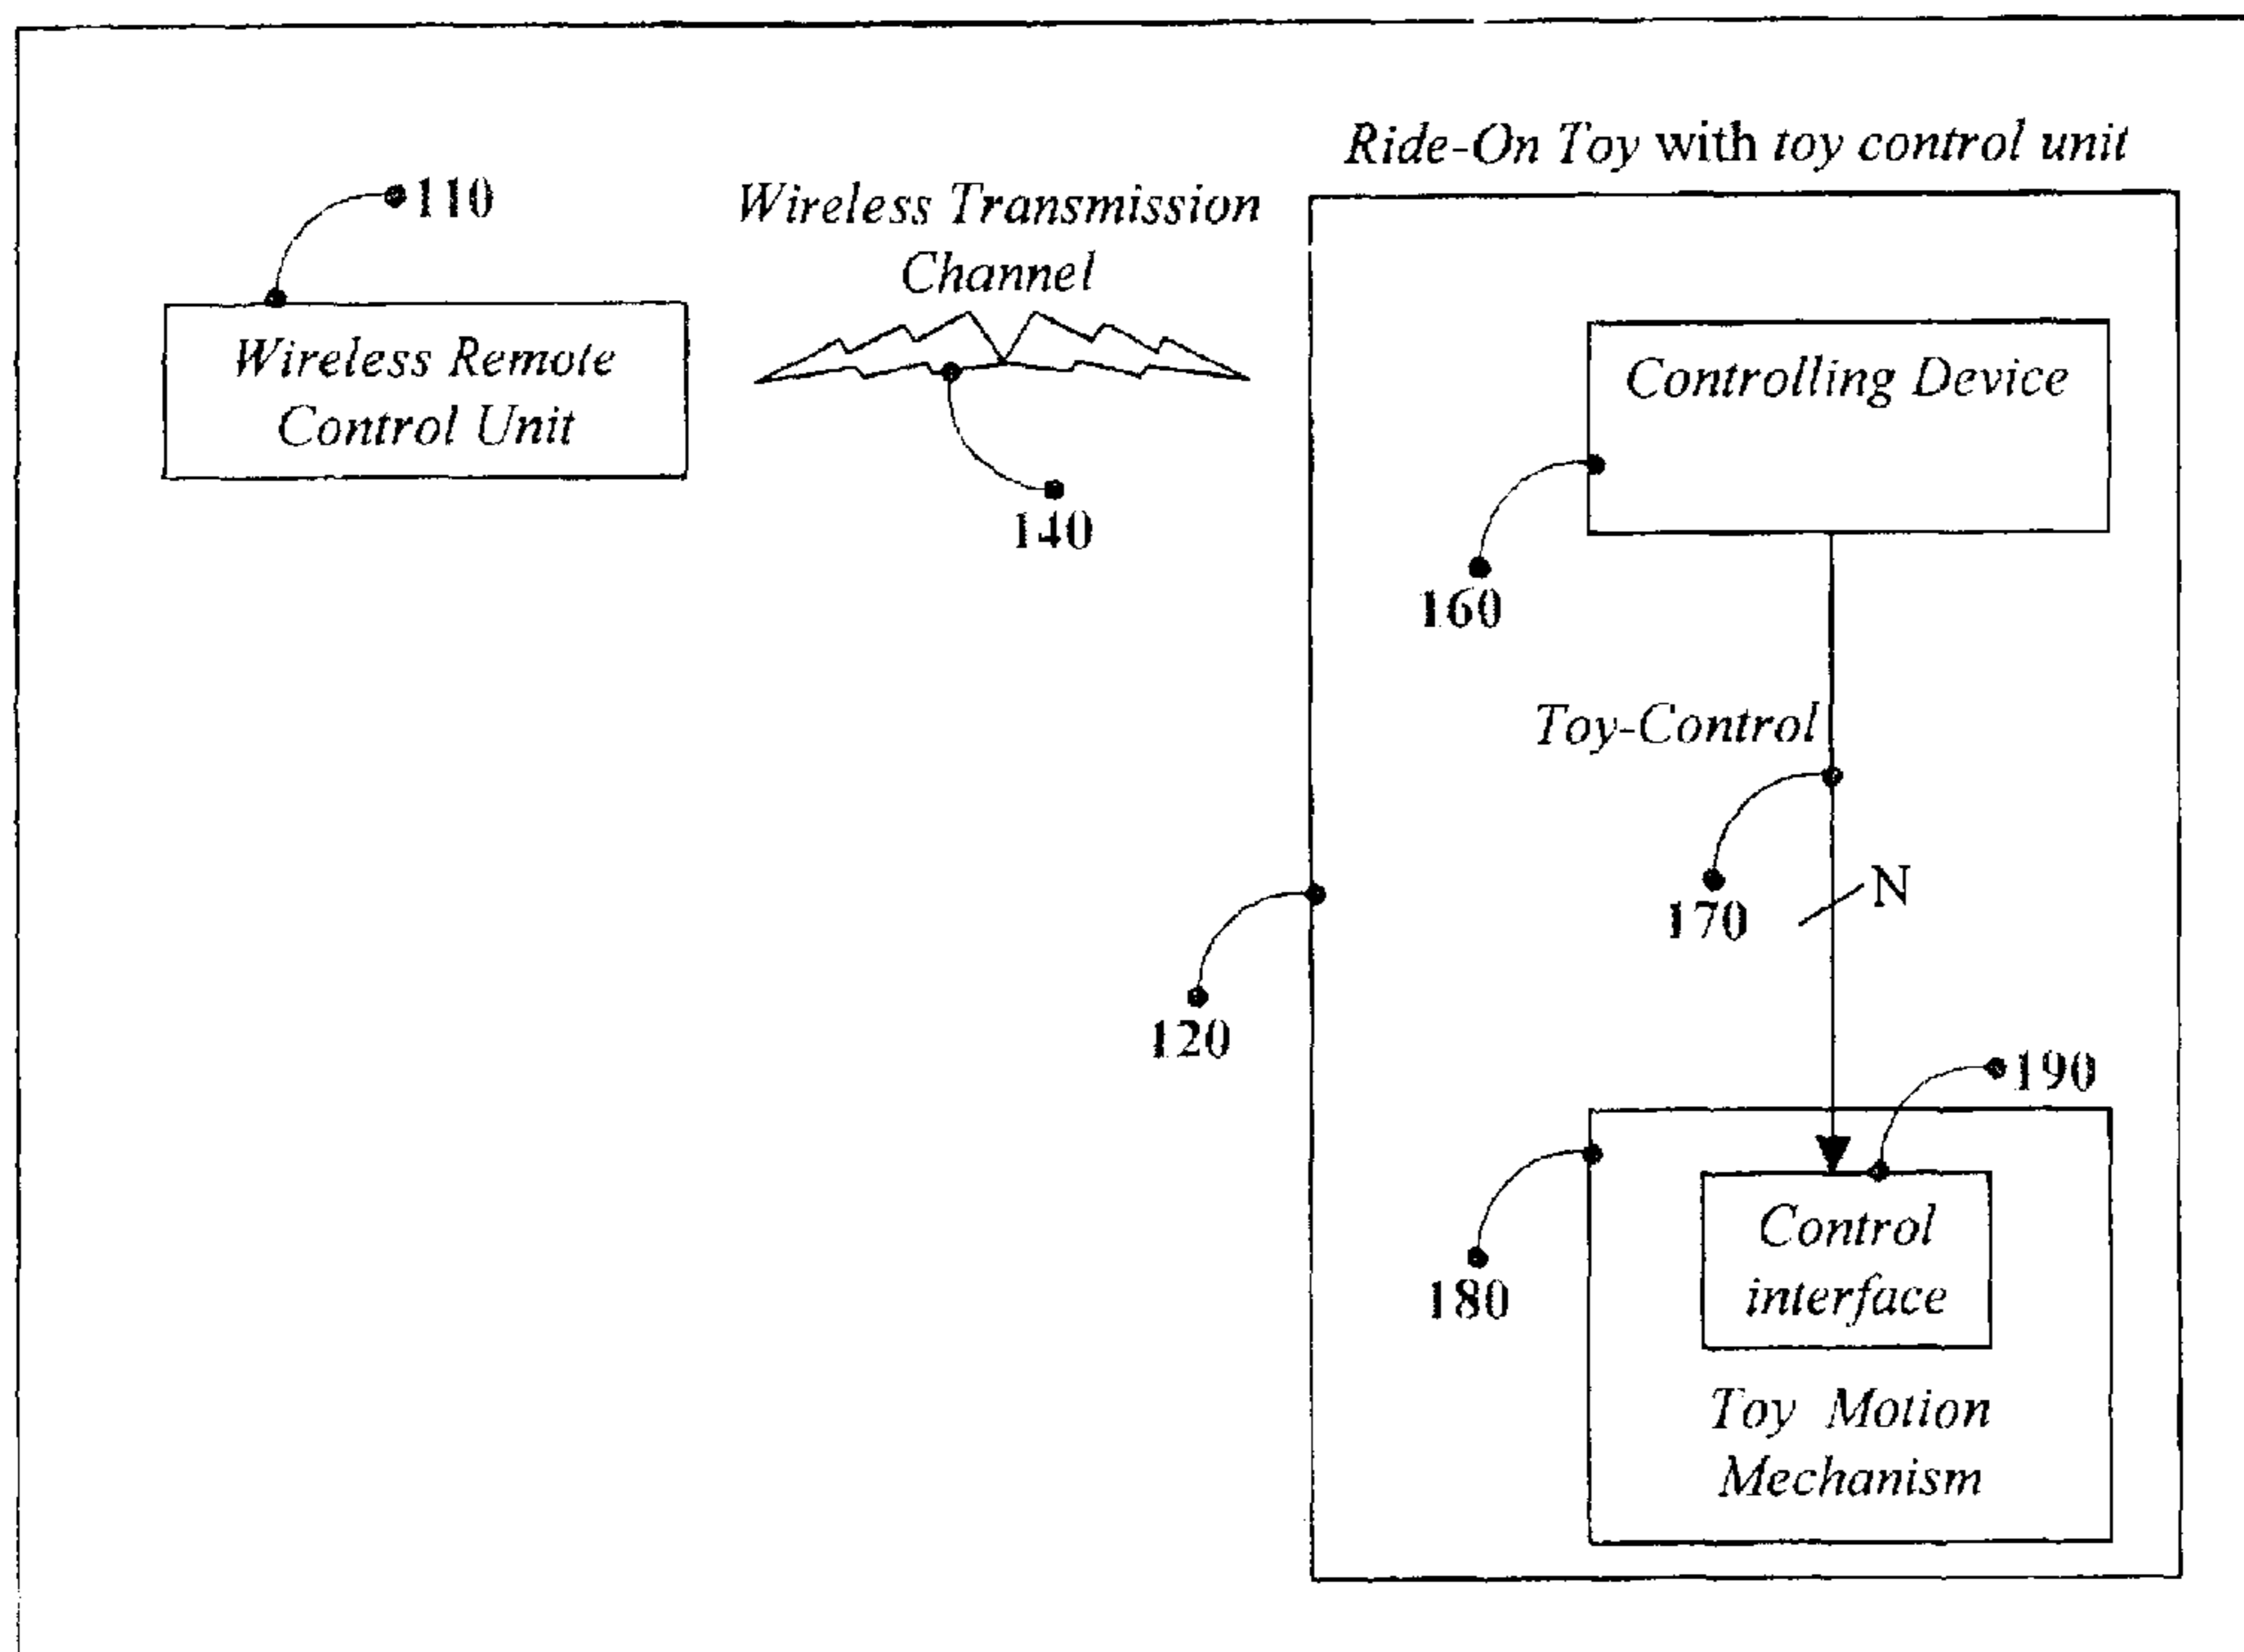 Ride-On Toy with toy control unit
110
Wireless Transmission
Channel
Wireless Remote
Control Unit
Controlling Device
140
160
Toy-Control
N
170
120
190
Control
interface
180
Toy Motion
Mechanism